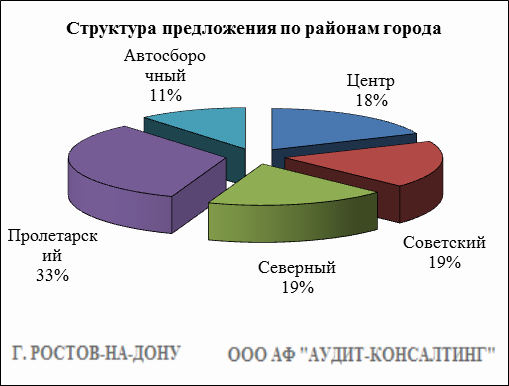 Структура предложения по районам города
Автосборо
чный
11%
Центр
18%
Советский
19%
Северный
19%
Пролетарск
ий
33%
Г. РОСТОВ-НА-ДОНУ
ООО АФ "АУДИТ-КОНСАЛТИНГ"